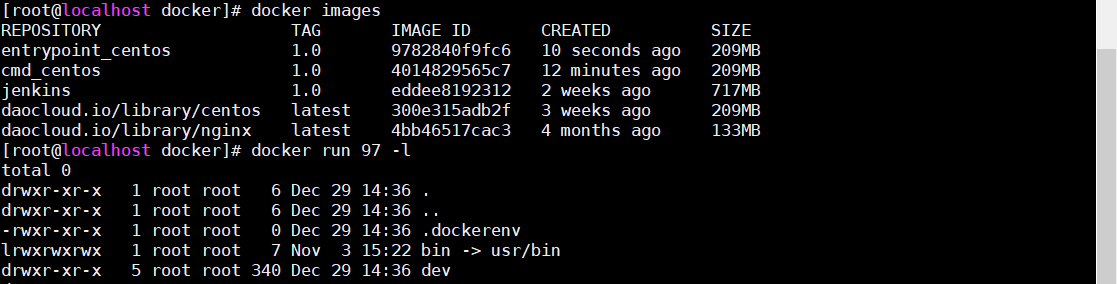 [root@localhost docker]# docker images
REPOSITORY TAG IMAGE ID CREATED SIZE
entrypoint_centos 1.0 9782840f9fc6 10 seconds ago 209MB
cmd_centos 1.0 4014829565c7 12 minutes ago 209MB
jenkins 1.0 eddee8192312 2 weeks ago 717MB
daocloud.io/library/centos latest 300e315adb2f 3 weeks ago 209MB
daocloud.io/library/nginx latest 4bb46517cac3 4 months ago 133MB
[root@localhost docker]# docker run 97 -l
total 0
drwxr-xr-x 1 root root 6 Dec 29 14:36 .
drwxr-xr-x 1 root root 6 Dec 29 14:36 ..
-rwxr-xr-x 1 root root 0 Dec 29 14:36 .dockerenv
lrwxrwxrwx 1 root root 7 Nov 3 15:22 bin -> usr/bin
drwxr-xr-x 5 root root 340 Dec 29 14:36 dev